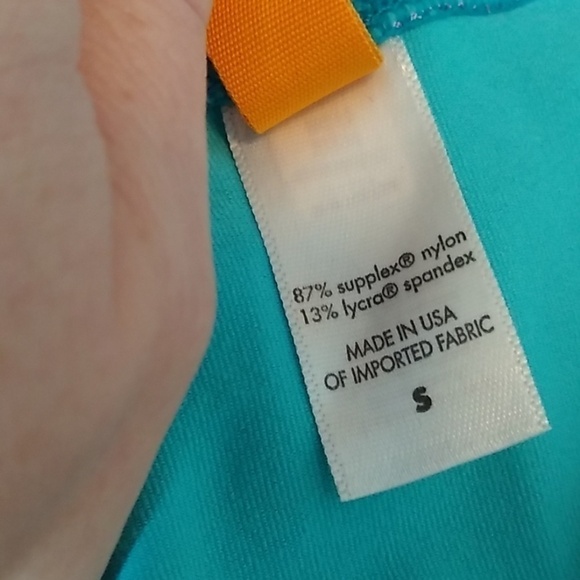 87% supplex® nylon
13% lycra® spandex
MADE IN USA
OF IMPORTED FABRIC
S